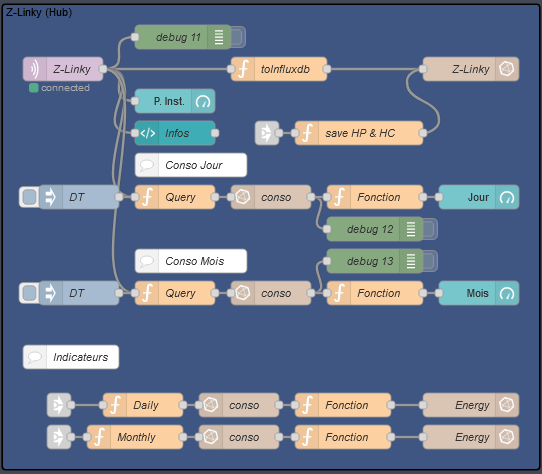 Z-Linky (Hub)
debug 11
Z-Linky
toInfluxdb
Z-Linky
connected
P. Inst.
Infos
save HP & HC
Conso Jour
DT
Query
conso
Fonction
Jour
debug 12
Conso Mois
debug 13
DT
Query
conso
Fonction
Mois
Indicateurs
Daily
conso
Fonction
Energy
Monthly
conso
Fonction
Energy